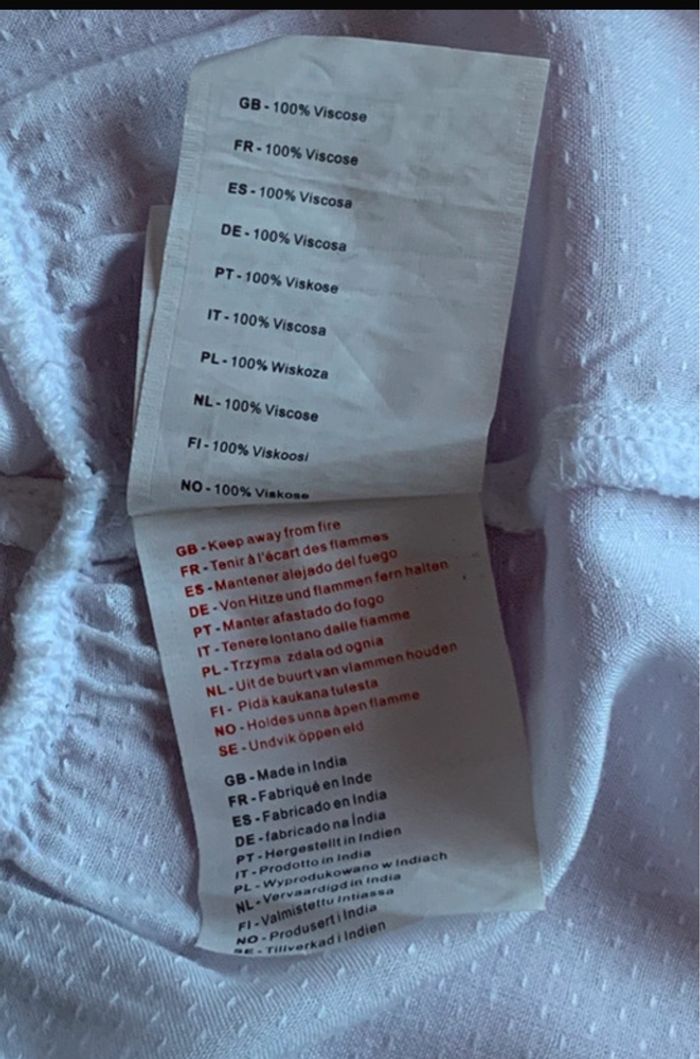 GB - 100% Viscose
FR - 100% Viscose
ES - 100% Viscosa
DE - 100% Viscosa
PT - 100% Viskose
IT - 100% Viscosa
PL - 100% Wiskoza
NL - 100% Viscose
FI - 100% Viskoosi
NO - 100% Viskose
GB - Keep away from fire
FR - Tenir à l'écart des flammes
ES - Mantener alejado del fuego
DE - Von Hitze und flammen fern halten
PT - Manter afastado do fogo
IT - Tenere lontano dalle fiamme
PL - Trzyma zdala od ognia
NL - Uit de buurt van vlammen houden
FI - Pidä kaukana tulesta
NO - Holdes unna åpen flamme
SE - Undvik öppen eld
GB - Made in India
FR - Fabriqué en Inde
ES - Fabricado en India
DE - fabricado na Índia
PT - Hergestellt in Indien
IT - Prodotto in India
PL - Wyprodukowano w Indiach
NL - Vervaardigd in India
FI - Valmistettu Intiassa
NO - Produsert i India
SE - Tillverkad i Indien